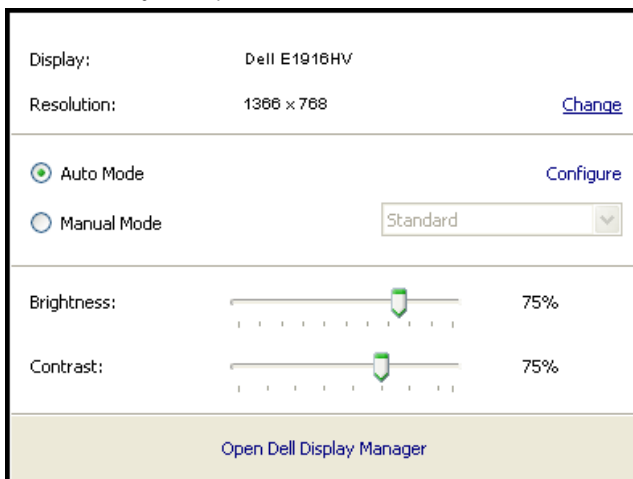 Display: Dell E1916HV
Resolution: 1366 x 768 Change
Auto Mode Configure
Manual Mode Standard
Brightness: 75%
Contrast: 75%
Open Dell Display Manager